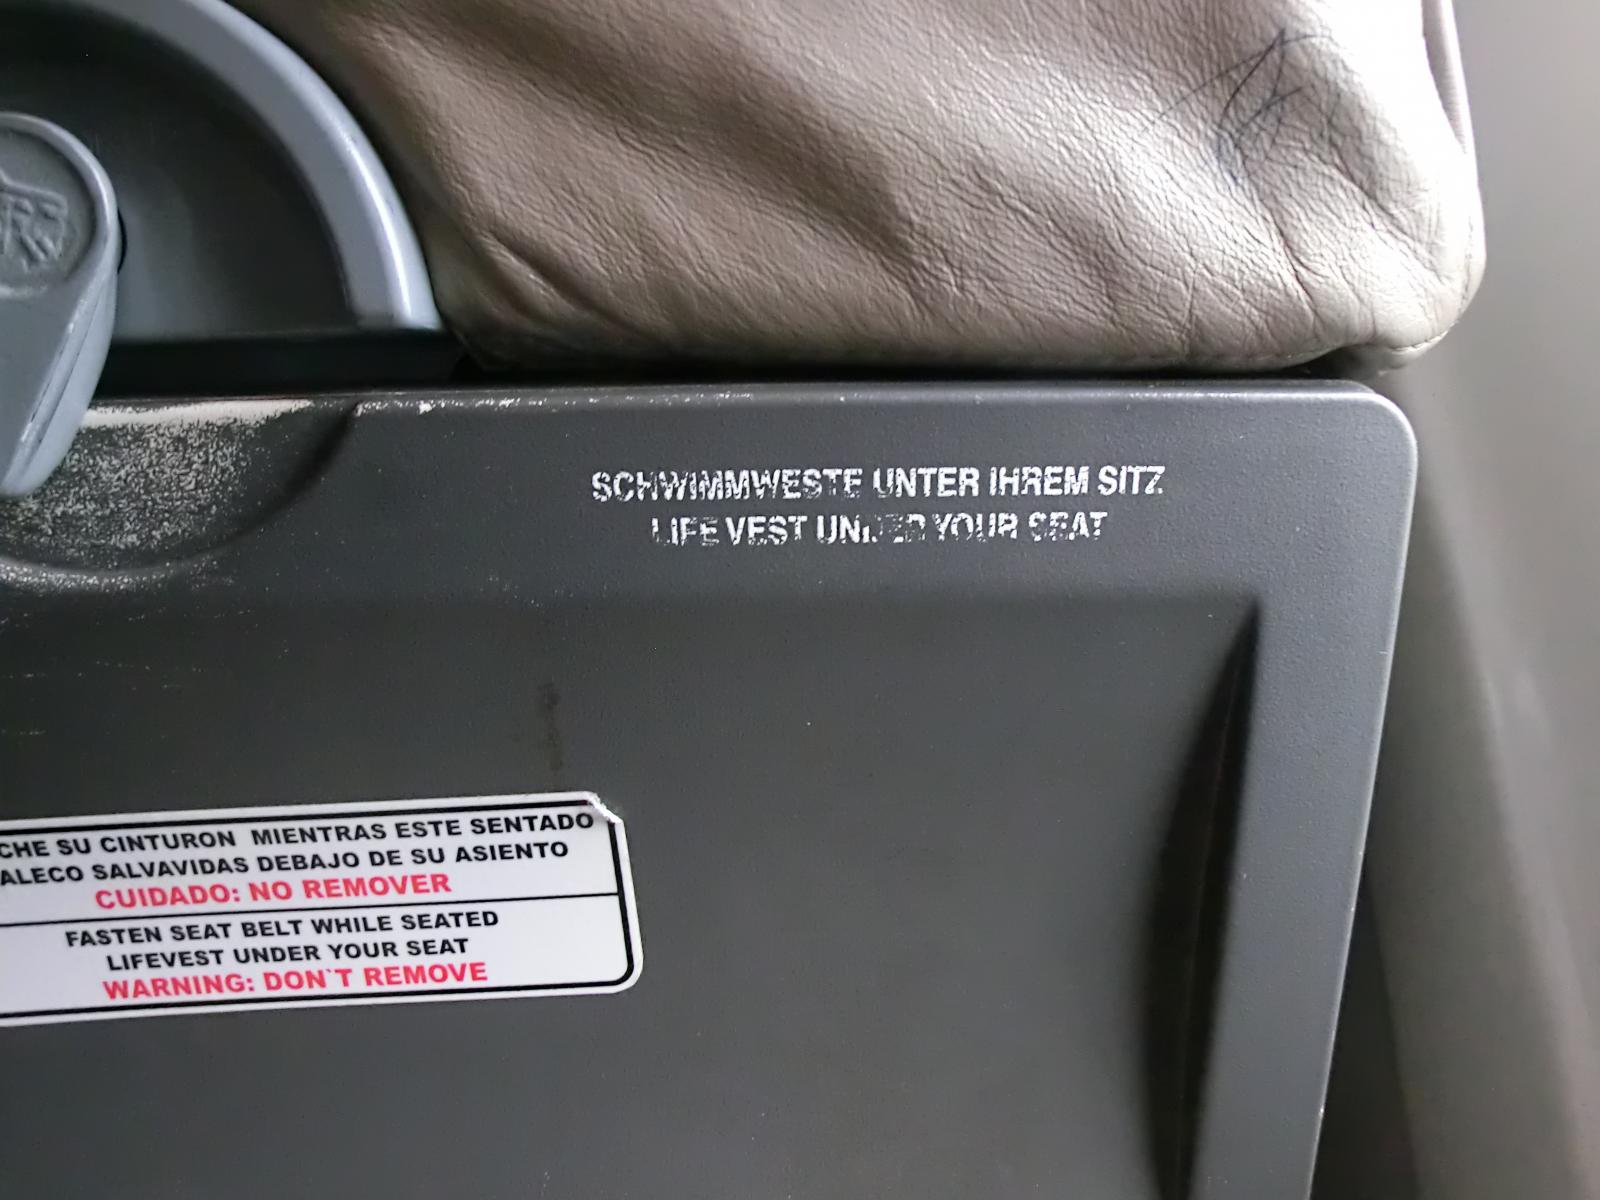 SCHWIMMWESTE UNTER IHREM SITZ
LIFE VEST UNDER YOUR SEAT
CHE SU CINTURON MIENTRAS ESTE SENTADO
ALECO SALVAVIDAS DEBAJO DE SU ASIENTO
CUIDADO: NO REMOVER
FASTEN SEAT BELT WHILE SEATED
LIFEVEST UNDER YOUR SEAT
WARNING: DON`T REMOVE